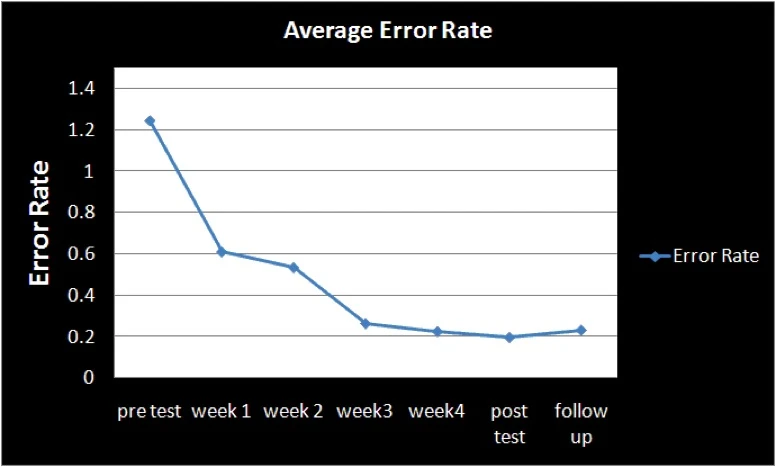 Average Error Rate
1.4
1.2
1
0.8
0.6
0.4
0.2
0
Error Rate
Error Rate
pre test week 1 week 2 week3 week4 post test follow up